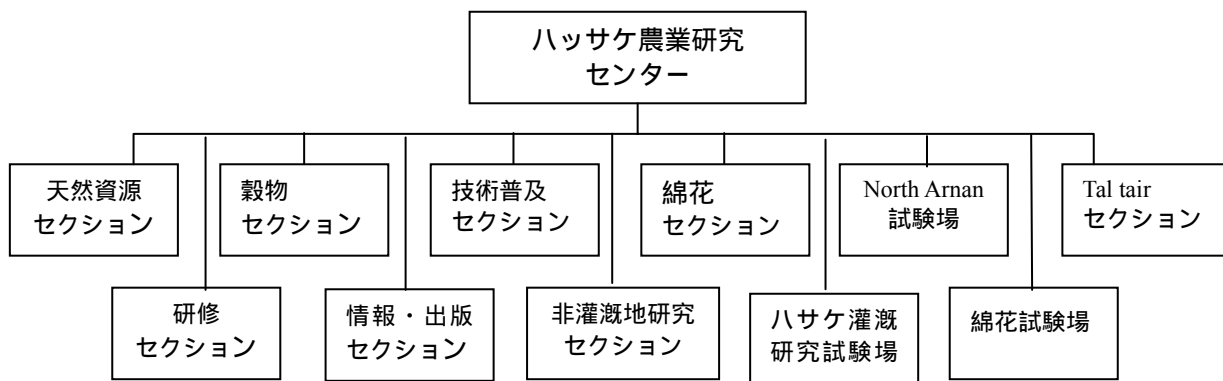 ハッサケ農業研究
センター
天然資源
セクション
穀物
セクション
技術普及
セクション
綿花
セクション
North Arnan
試験場
Tal tair
セクション
研修
セクション
情報・出版
セクション
非灌漑地研究
セクション
ハサケ灌漑
研究試験場
綿花試験場